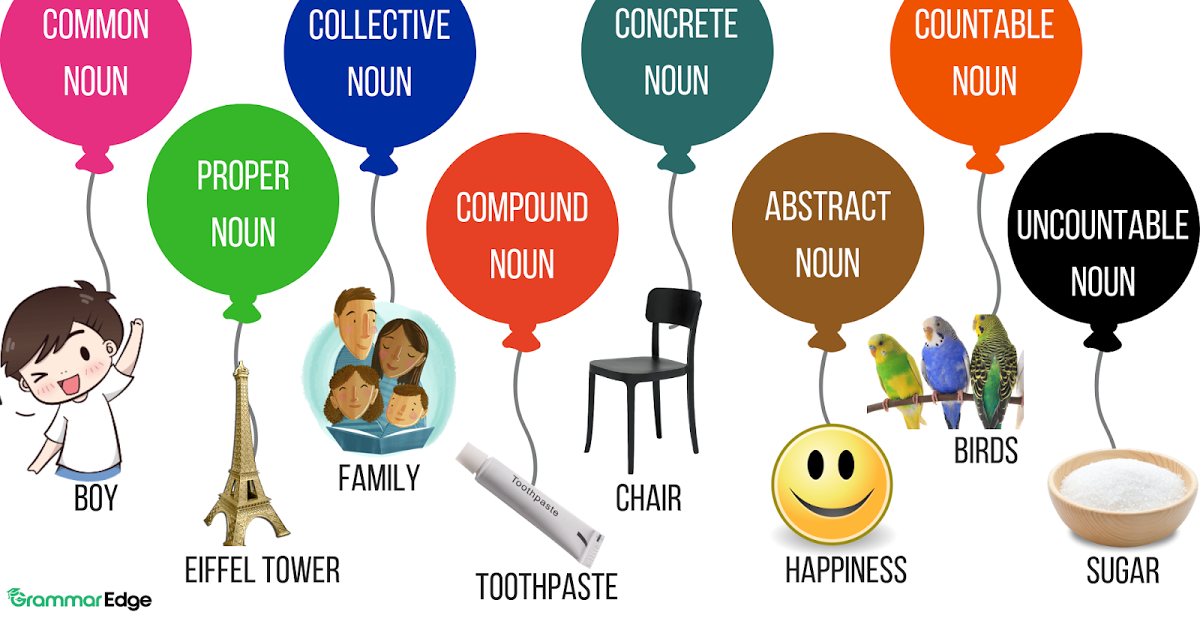 COMMON
NOUN
COLLECTIVE
NOUN
CONCRETE
NOUN
COUNTABLE
NOUN
PROPER
NOUN
COMPOUND
NOUN
ABSTRACT
NOUN
UNCOUNTABLE
NOUN
BOY
EIFFEL TOWER
FAMILY
Toothpaste
TOOTHPASTE
CHAIR
HAPPINESS
BIRDS
SUGAR
GrammarEdge